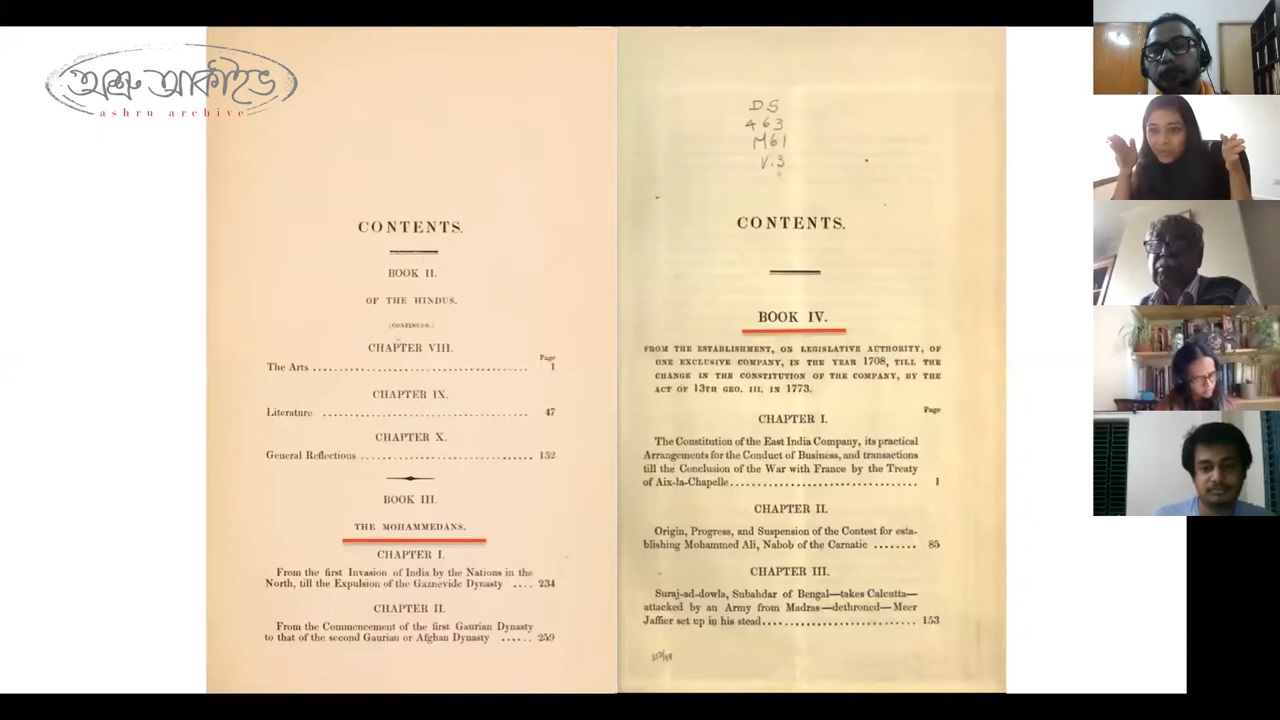 অশ্রু আর্কাইভ
ashru archive
CONTENTS.
BOOK II.
OF THE HINDUS.
(CONTINUED.)
CHAPTER VIII.
Page
The Arts ........................................................ 1
CHAPTER IX.
Literature ........................................................ 47
CHAPTER X.
General Reflections ............................................ 152
BOOK III.
THE MOHAMMEDANS.
CHAPTER I.
From the first Invasion of India by the Nations in the
North, till the Expulsion of the Gaznevide Dynasty .... 234
CHAPTER II.
From the Commencement of the first Gaurian Dynasty
to that of the second Gaurian or Afghan Dynasty ...... 259
DS
463
M61
V.3
CONTENTS.
BOOK IV.
FROM THE ESTABLISHMENT, ON LEGISLATIVE AUTHORITY, OF
ONE EXCLUSIVE COMPANY, IN THE YEAR 1708, TILL THE
CHANGE IN THE CONSTITUTION OF THE COMPANY, BY THE
ACT OF 13TH GEO. III. IN 1773.
Page
CHAPTER I.
The Constitution of the East India Company, its practical
Arrangements for the Conduct of Business, and transactions
till the Conclusion of the War with France by the Treaty
of Aix-la-Chapelle............................................ 1
CHAPTER II.
Origin, Progress, and Suspension of the Contest for esta-
blishing Mohammed Ali, Nabob of the Carnatic ........ 85
CHAPTER III.
Suraj-ad-dowla, Subahdar of Bengal—takes Calcutta—
attacked by an Army from Madras—dethroned—Meer
Jaffier set up in his stead.................................... 153